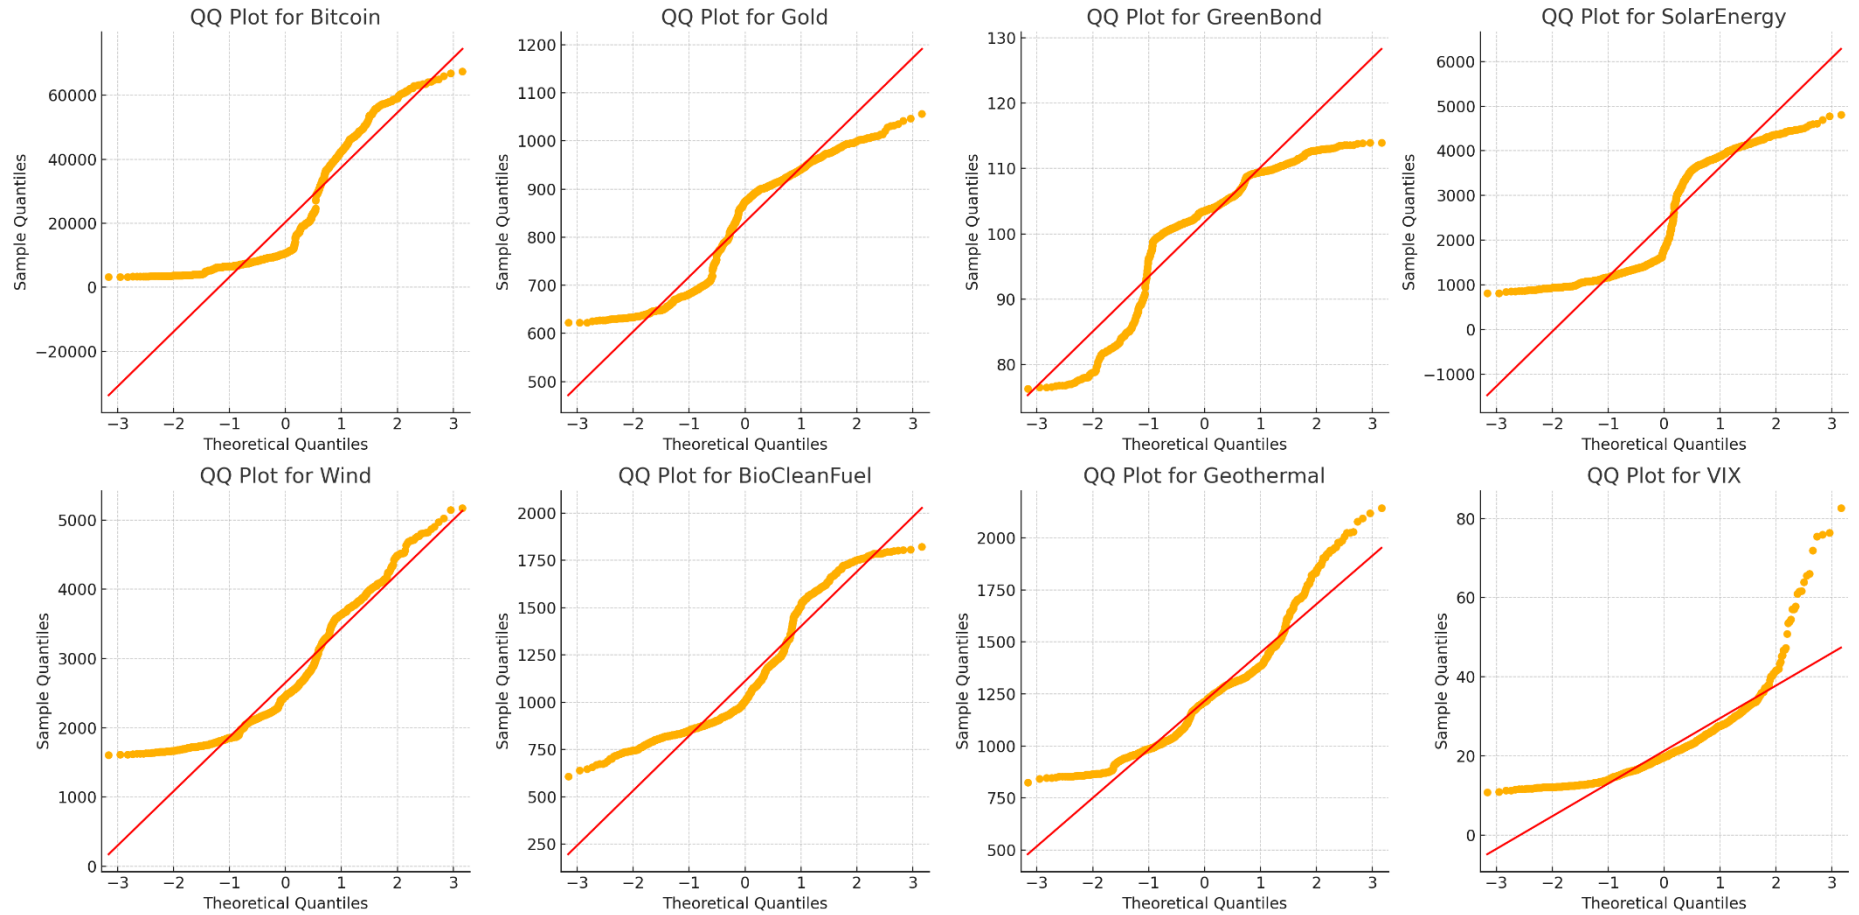 QQ Plot for Bitcoin
Sample Quantiles
60000
40000
20000
0
−20000
−3 −2 −1 0 1 2 3
Theoretical Quantiles
QQ Plot for Gold
Sample Quantiles
1200
1100
1000
900
800
700
600
500
−3 −2 −1 0 1 2 3
Theoretical Quantiles
QQ Plot for GreenBond
Sample Quantiles
130
120
110
100
90
80
−3 −2 −1 0 1 2 3
Theoretical Quantiles
QQ Plot for SolarEnergy
Sample Quantiles
6000
5000
4000
3000
2000
1000
0
−1000
−3 −2 −1 0 1 2 3
Theoretical Quantiles
QQ Plot for Wind
Sample Quantiles
5000
4000
3000
2000
1000
0
−3 −2 −1 0 1 2 3
Theoretical Quantiles
QQ Plot for BioCleanFuel
Sample Quantiles
2000
1750
1500
1250
1000
750
500
250
−3 −2 −1 0 1 2 3
Theoretical Quantiles
QQ Plot for Geothermal
Sample Quantiles
2000
1750
1500
1250
1000
750
500
−3 −2 −1 0 1 2 3
Theoretical Quantiles
QQ Plot for VIX
Sample Quantiles
80
60
40
20
0
−3 −2 −1 0 1 2 3
Theoretical Quantiles